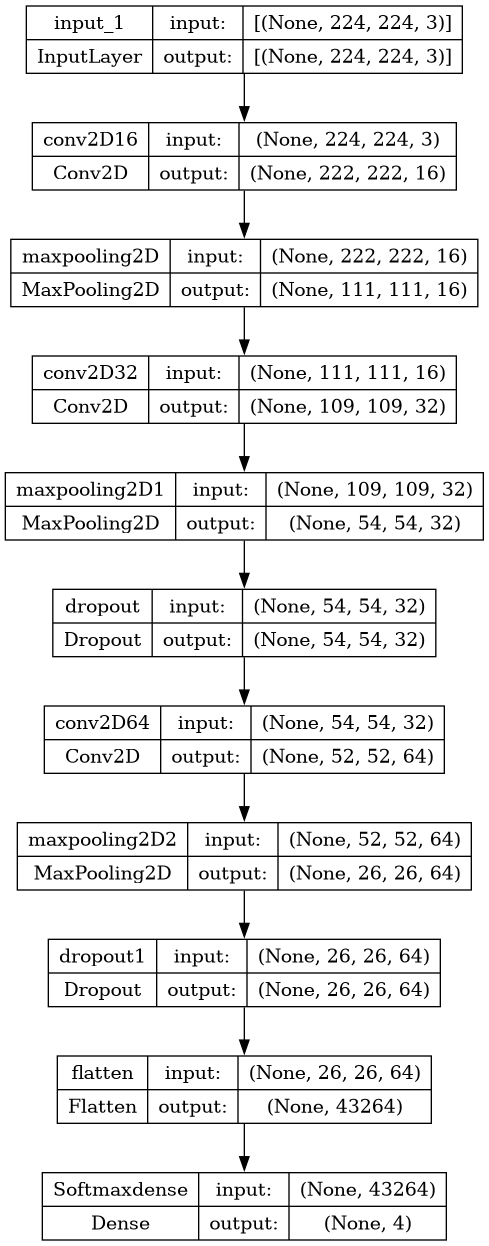 input_1 input: [(None, 224, 224, 3)]
InputLayer output: [(None, 224, 224, 3)]
conv2D16 input: (None, 224, 224, 3)
Conv2D output: (None, 222, 222, 16)
maxpooling2D input: (None, 222, 222, 16)
MaxPooling2D output: (None, 111, 111, 16)
conv2D32 input: (None, 111, 111, 16)
Conv2D output: (None, 109, 109, 32)
maxpooling2D1 input: (None, 109, 109, 32)
MaxPooling2D output: (None, 54, 54, 32)
dropout input: (None, 54, 54, 32)
Dropout output: (None, 54, 54, 32)
conv2D64 input: (None, 54, 54, 32)
Conv2D output: (None, 52, 52, 64)
maxpooling2D2 input: (None, 52, 52, 64)
MaxPooling2D output: (None, 26, 26, 64)
dropout1 input: (None, 26, 26, 64)
Dropout output: (None, 26, 26, 64)
flatten input: (None, 26, 26, 64)
Flatten output: (None, 43264)
Softmaxdense input: (None, 43264)
Dense output: (None, 4)